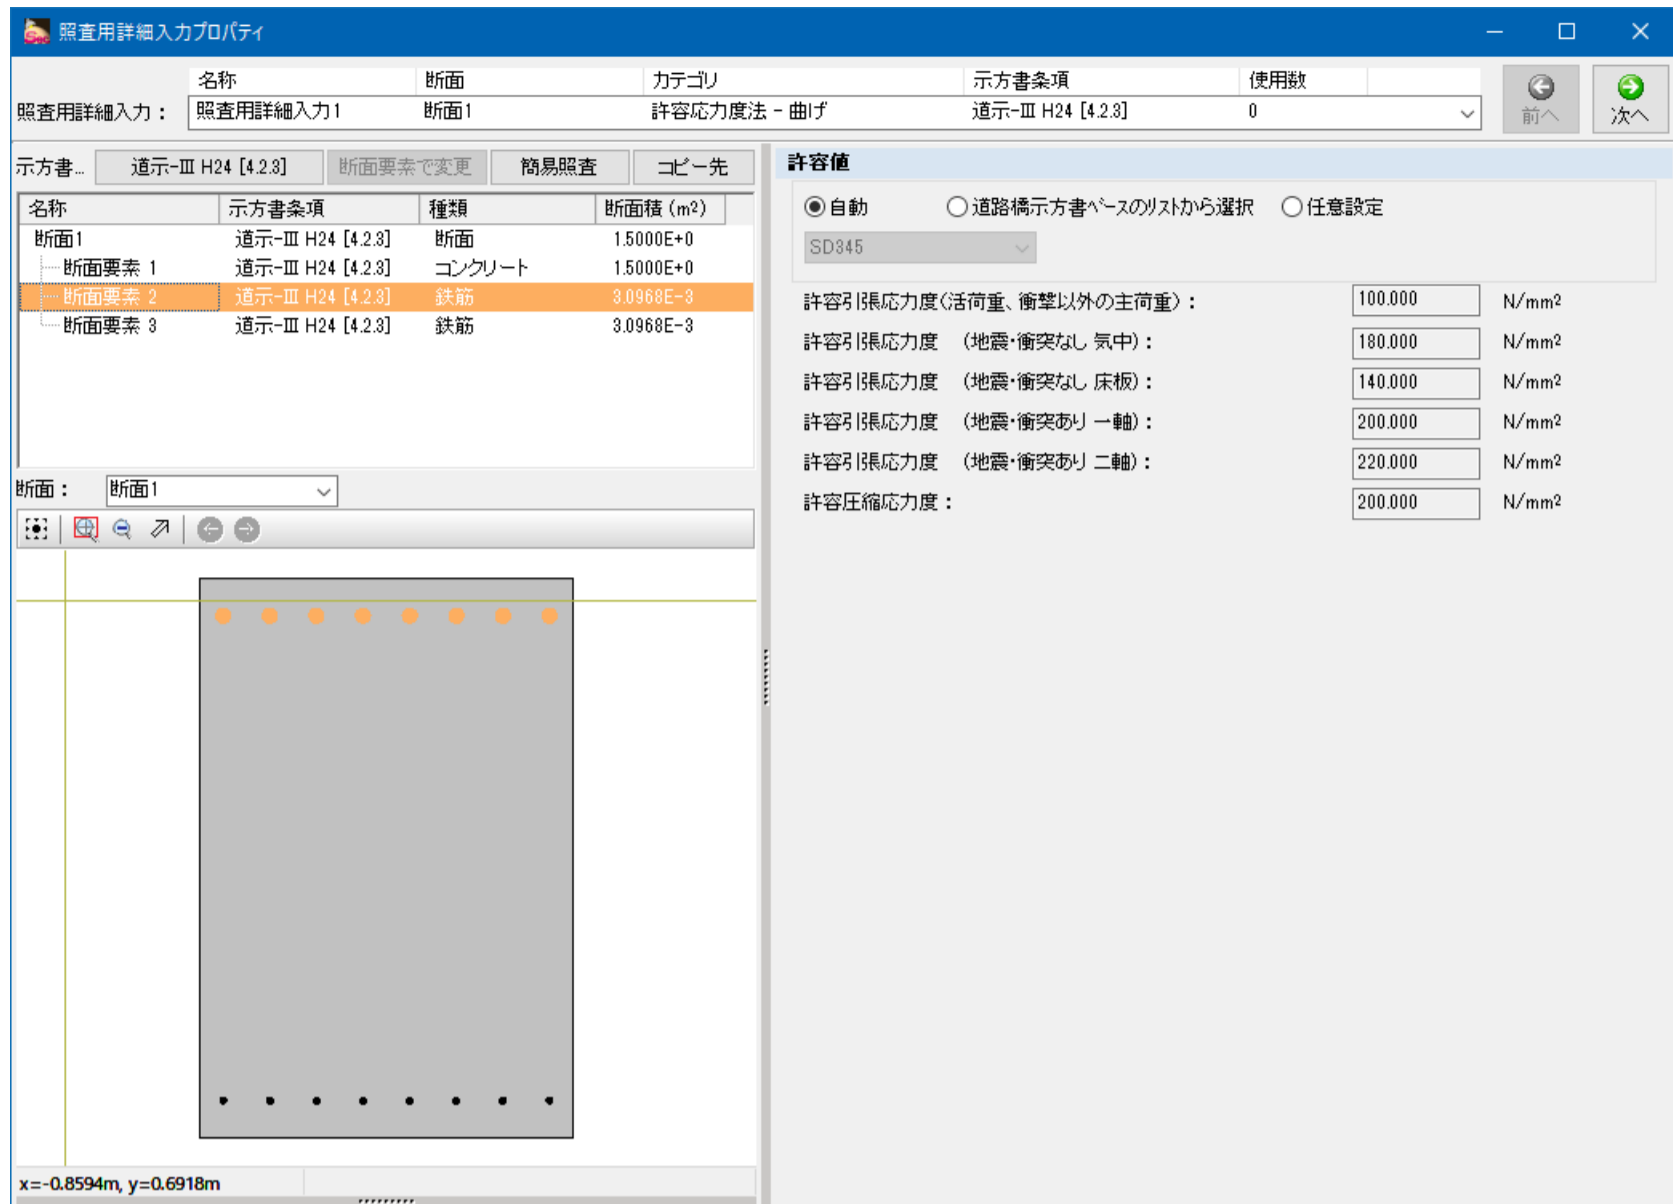 照査用詳細入力プロパティ
名称 断面 カテゴリ 示方書条項 使用数
照査用詳細入力： 照査用詳細入力1 断面1 許容応力度法 - 曲げ 道示-Ⅲ H24 [4.2.3] 0
前へ 次へ
示方書... 道示-Ⅲ H24 [4.2.3] 断面要素で変更 簡易照査 コピー先
名称 示方書条項 種類 断面積 (m2)
断面1 道示-Ⅲ H24 [4.2.3] 断面 1.5000E+0
断面要素 1 道示-Ⅲ H24 [4.2.3] コンクリート 1.5000E+0
断面要素 2 道示-Ⅲ H24 [4.2.3] 鉄筋 3.0968E-3
断面要素 3 道示-Ⅲ H24 [4.2.3] 鉄筋 3.0968E-3
断面： 断面1
x=-0.8594m, y=0.6918m
許容値
自動 道路橋示方書ベースのリストから選択 任意設定
SD345
許容引張応力度(活荷重、衝撃以外の主荷重)： 100.000 N/mm2
許容引張応力度 (地震・衝突なし 気中)： 180.000 N/mm2
許容引張応力度 (地震・衝突なし 床板)： 140.000 N/mm2
許容引張応力度 (地震・衝突あり 一軸)： 200.000 N/mm2
許容引張応力度 (地震・衝突あり 二軸)： 220.000 N/mm2
許容圧縮応力度： 200.000 N/mm2